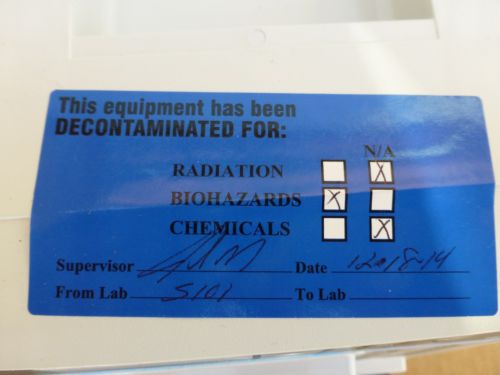 This equipment has been
DECONTAMINATED FOR:
N/A
RADIATION X
BIOHAZARDS X
CHEMICALS X
Supervisor Date 12-18-14
From Lab S101 To Lab